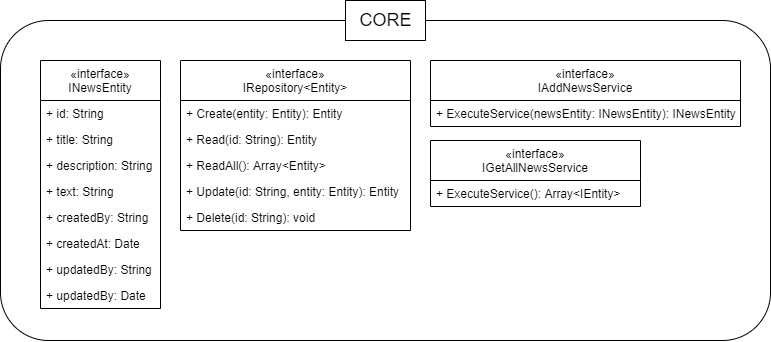 CORE
«interface»
INewsEntity
+ id: String
+ title: String
+ description: String
+ text: String
+ createdBy: String
+ createdAt: Date
+ updatedBy: String
+ updatedBy: Date
«interface»
IRepository<Entity>
+ Create(entity: Entity): Entity
+ Read(id: String): Entity
+ ReadAll(): Array<Entity>
+ Update(id: String, entity: Entity): Entity
+ Delete(id: String): void
«interface»
IAddNewsService
+ ExecuteService(newsEntity: INewsEntity): INewsEntity
«interface»
IGetAllNewsService
+ ExecuteService(): Array<IEntity>